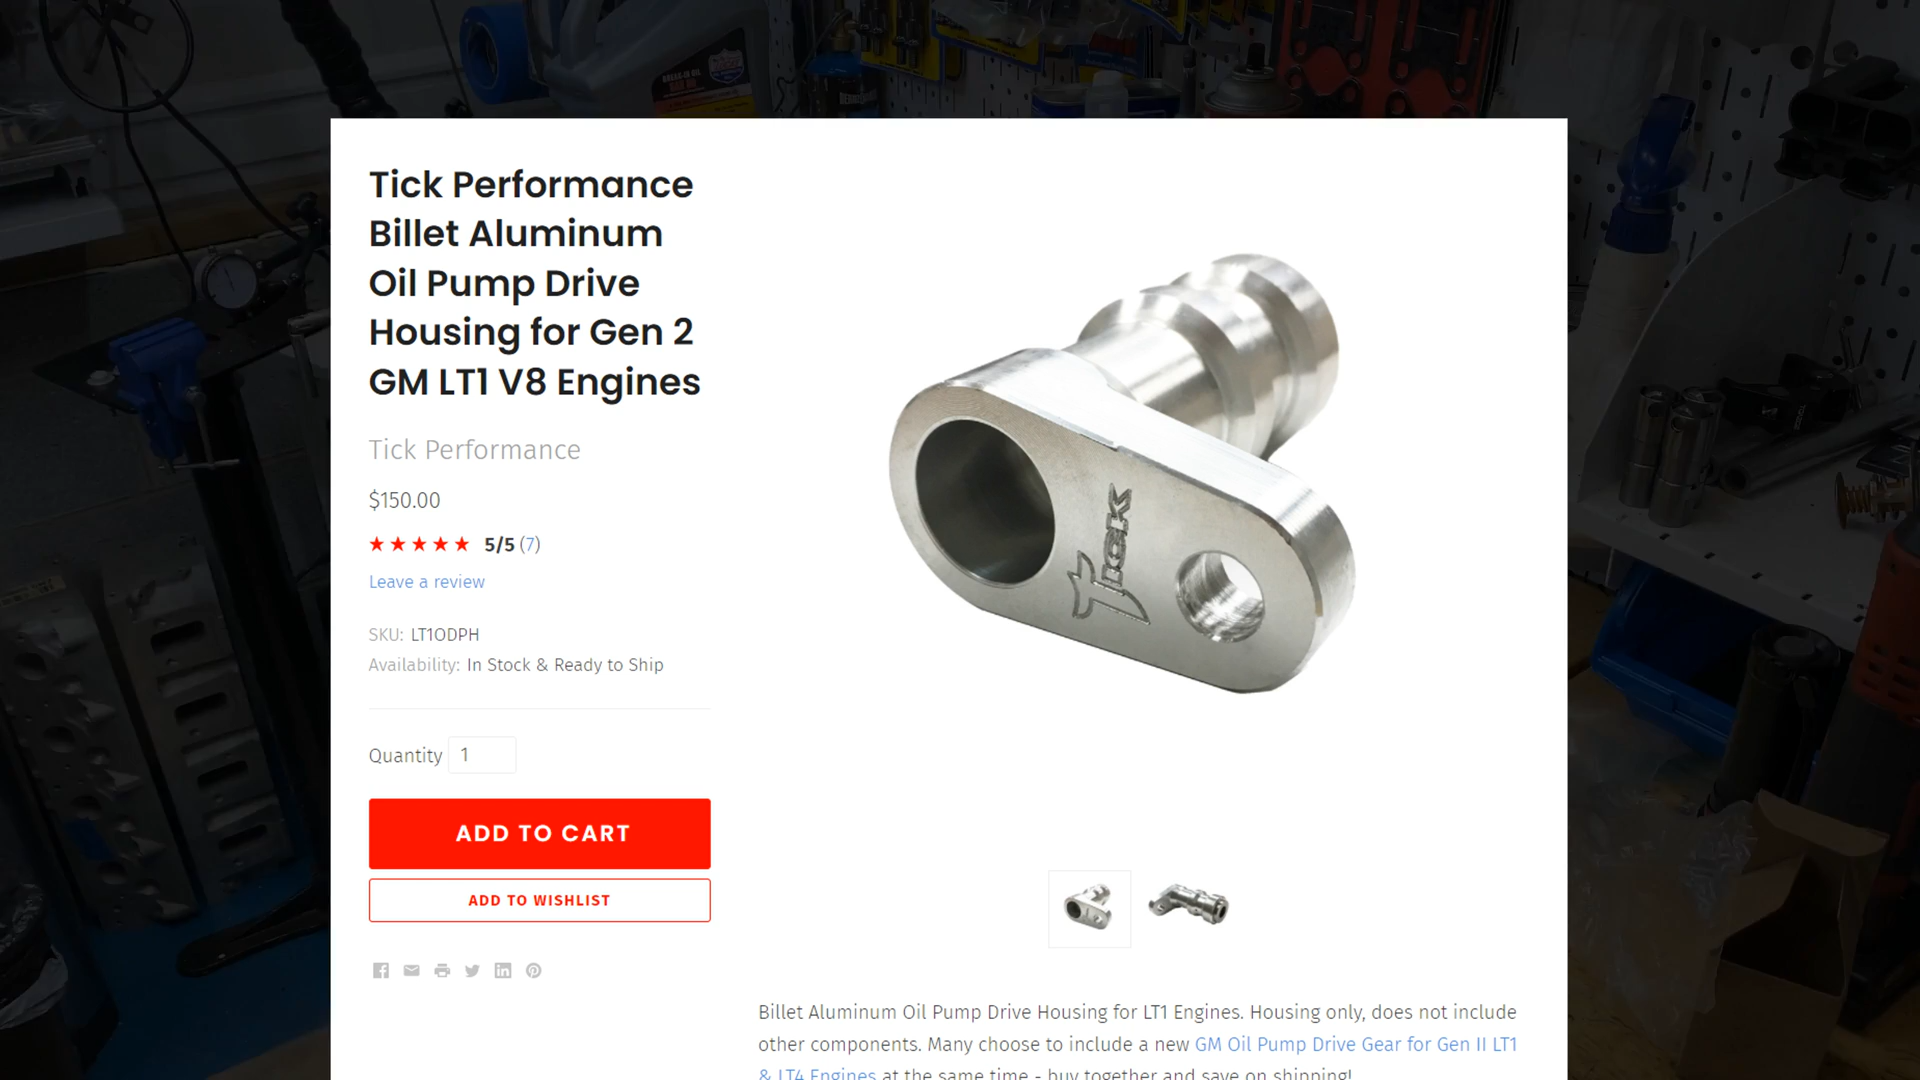 Tick Performance
Billet Aluminum
Oil Pump Drive
Housing for Gen 2
GM LT1 V8 Engines
Tick Performance
$150.00
5/5 (7)
Leave a review
SKU: LT1ODPH
Availability: In Stock & Ready to Ship
Quantity 1
ADD TO CART
ADD TO WISHLIST
TICK
Billet Aluminum Oil Pump Drive Housing for LT1 Engines. Housing only, does not include
other components. Many choose to include a new GM Oil Pump Drive Gear for Gen II LT1
& LT4 Engines at the same time - buy together and save on shipping!
BREAK-IN OIL